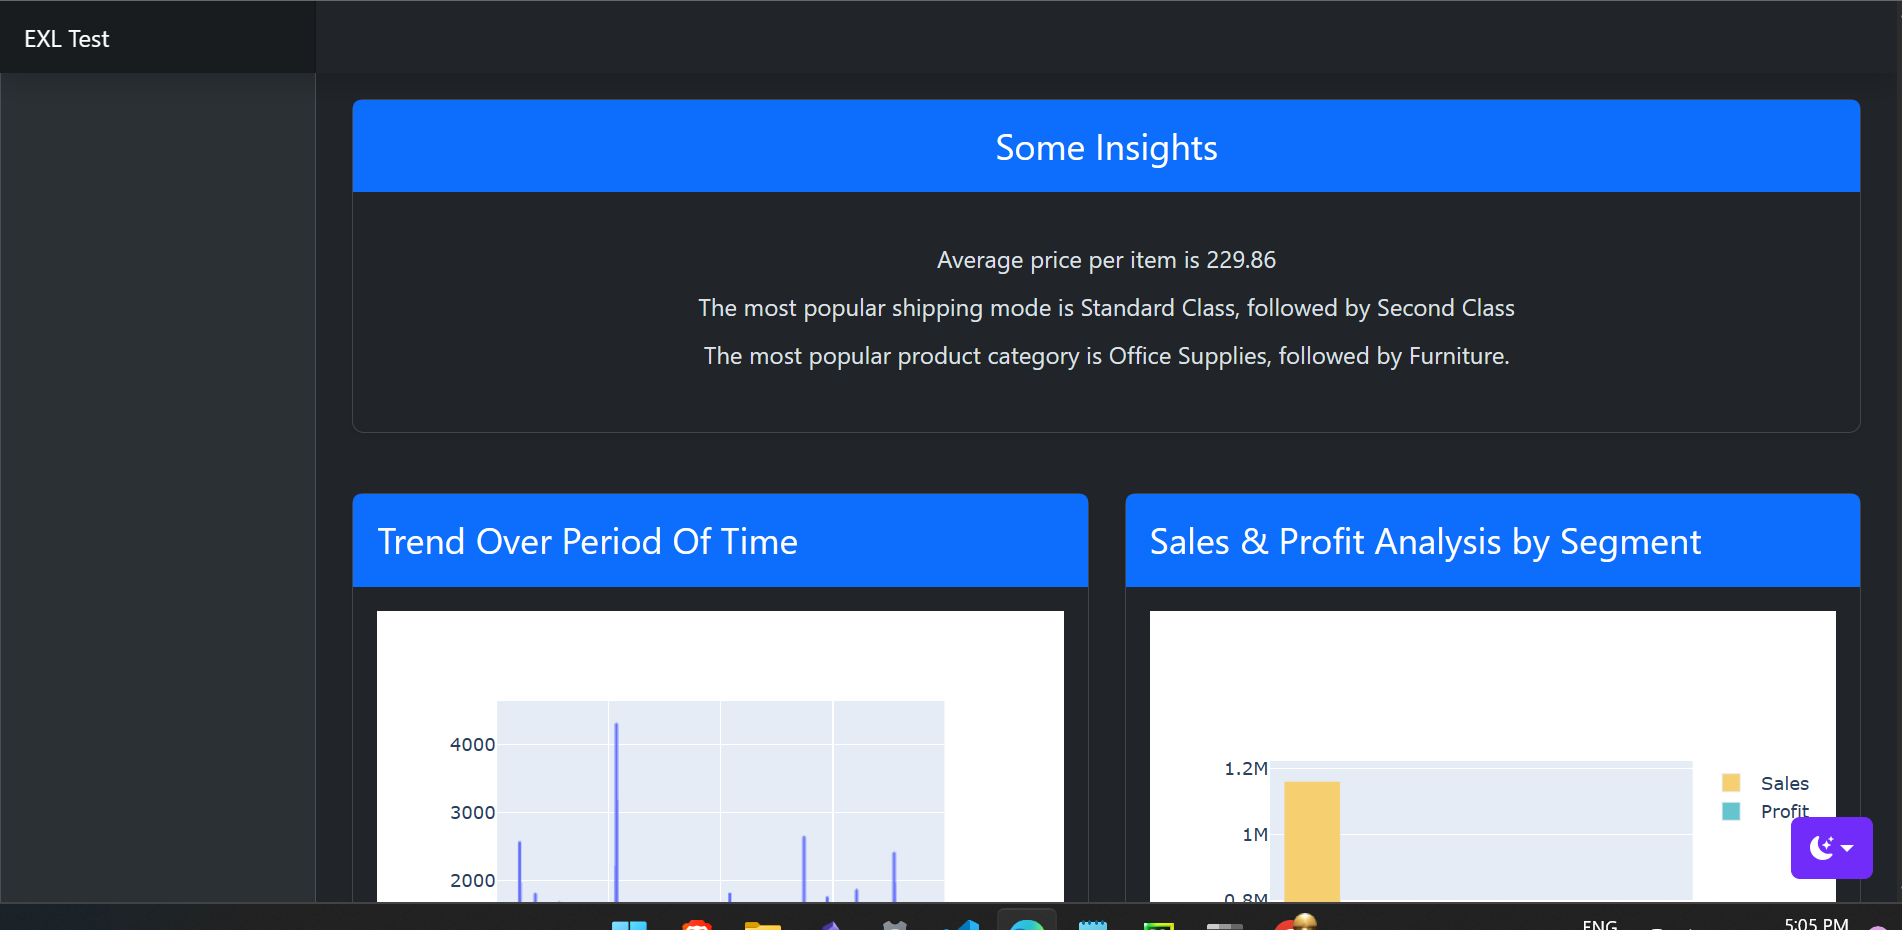 EXL Test
Some Insights
Average price per item is 229.86
The most popular shipping mode is Standard Class, followed by Second Class
The most popular product category is Office Supplies, followed by Furniture.
Trend Over Period Of Time
Sales & Profit Analysis by Segment
4000
3000
2000
1.2M
1M
0.8M
Sales
Profit
ENG
5:05 PM